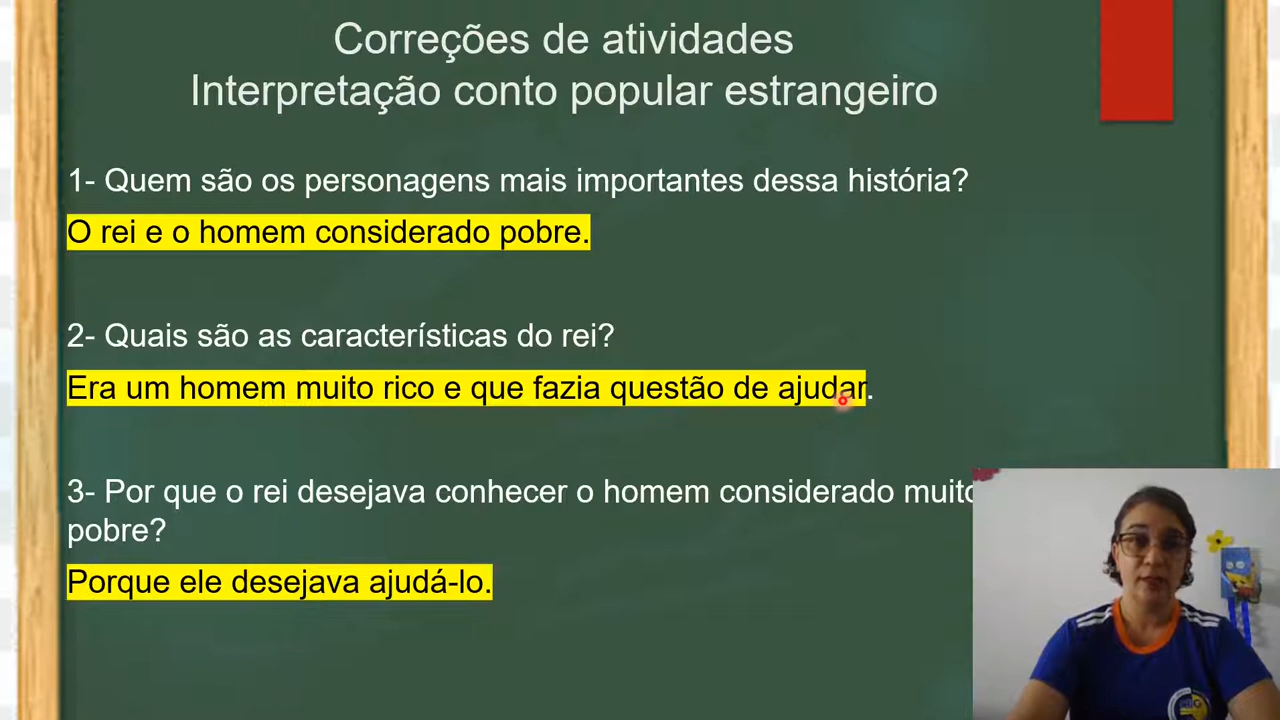 Correções de atividades
Interpretação conto popular estrangeiro
1- Quem são os personagens mais importantes dessa história?
O rei e o homem considerado pobre.
2- Quais são as características do rei?
Era um homem muito rico e que fazia questão de ajudar.
3- Por que o rei desejava conhecer o homem considerado muito
pobre?
Porque ele desejava ajudá-lo.